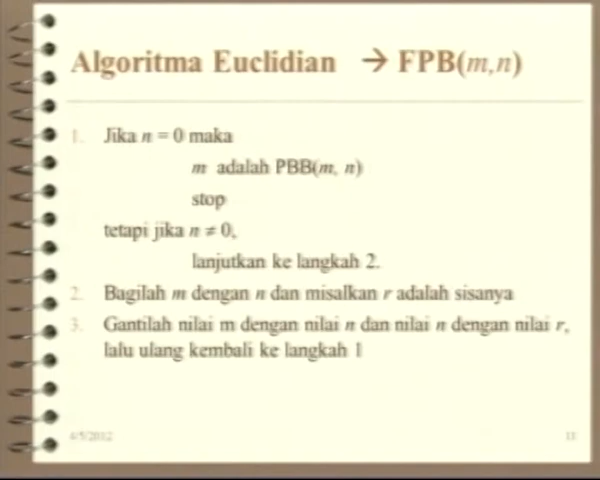 Algoritma Euclidian → FPB(m,n)
1. Jika n = 0 maka
m adalah PBB(m, n)
stop
tetapi jika n ≠ 0,
lanjutkan ke langkah 2.
2. Bagilah m dengan n dan misalkan r adalah sisanya
3. Gantilah nilai m dengan nilai n dan nilai n dengan nilai r,
lalu ulang kembali ke langkah 1
4/5/2012